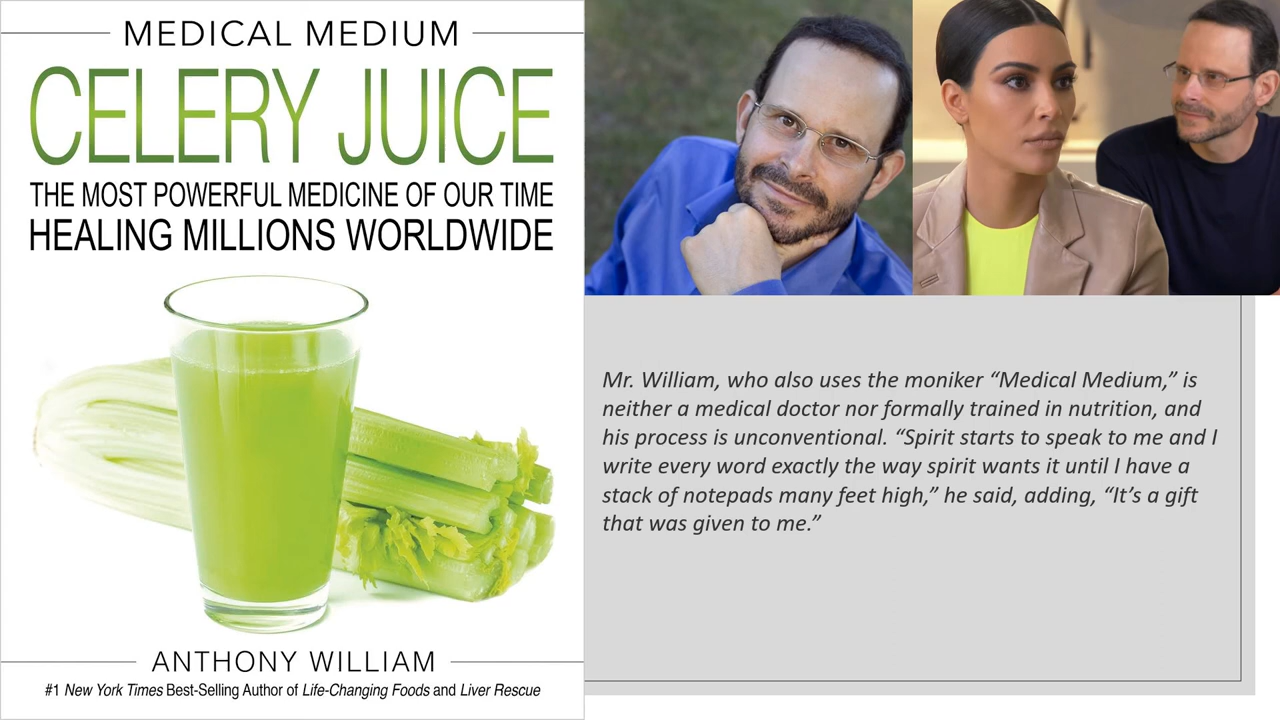 MEDICAL MEDIUM
CELERY JUICE
THE MOST POWERFUL MEDICINE OF OUR TIME
HEALING MILLIONS WORLDWIDE
ANTHONY WILLIAM
#1 New York Times Best-Selling Author of Life-Changing Foods and Liver Rescue
Mr. William, who also uses the moniker “Medical Medium,” is
neither a medical doctor nor formally trained in nutrition, and
his process is unconventional. “Spirit starts to speak to me and I
write every word exactly the way spirit wants it until I have a
stack of notepads many feet high,” he said, adding, “It’s a gift
that was given to me.”